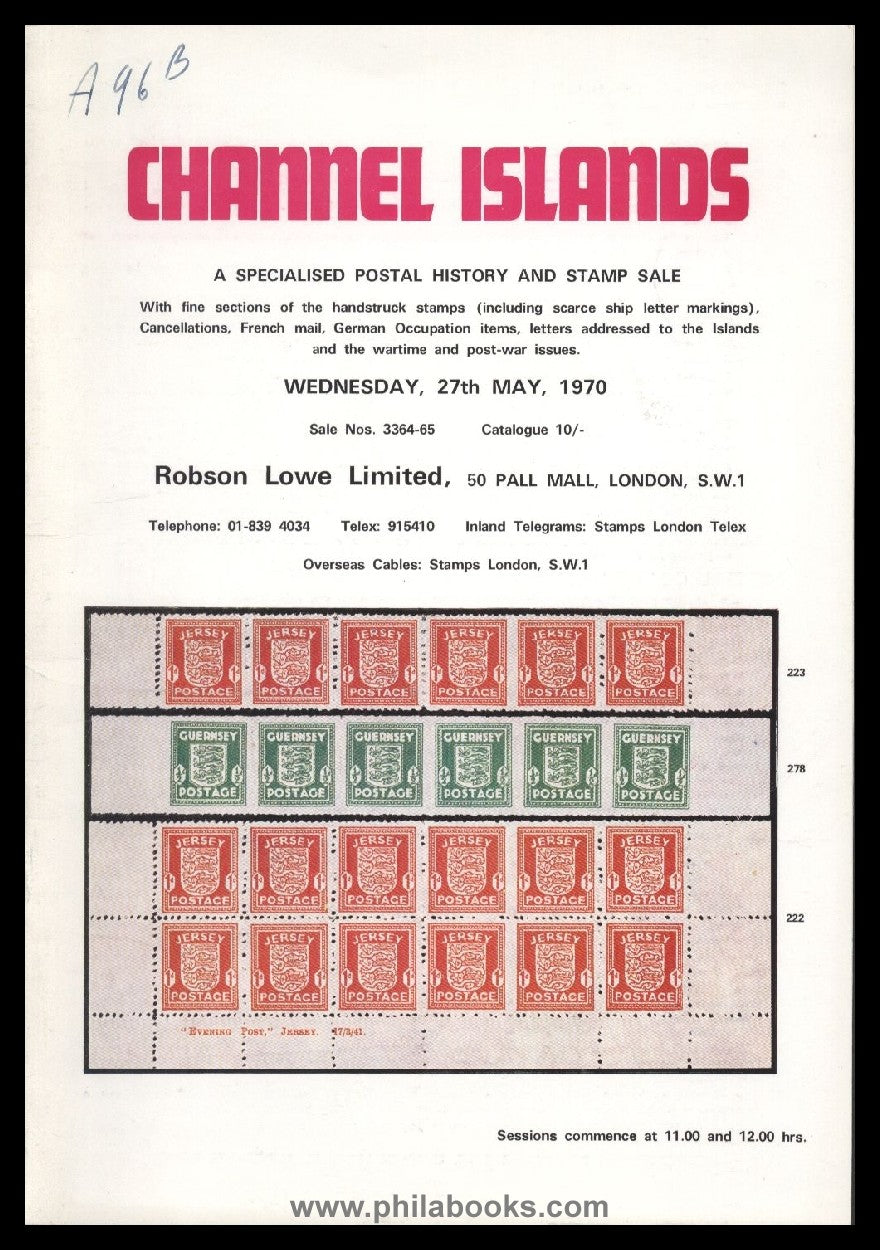 A 96 B
CHANNEL ISLANDS
A SPECIALISED POSTAL HISTORY AND STAMP SALE
With fine sections of the handstruck stamps (including scarce ship letter markings),
Cancellations, French mail, German Occupation items, letters addressed to the Islands
and the wartime and post-war issues.
WEDNESDAY, 27th MAY, 1970
Sale Nos. 3364-65 Catalogue 10/-
Robson Lowe Limited, 50 PALL MALL, LONDON, S.W.1
Telephone: 01-839 4034 Telex: 915410 Inland Telegrams: Stamps London Telex
Overseas Cables: Stamps London, S.W.1
JERSEY JERSEY JERSEY JERSEY JERSEY JERSEY
223
POSTAGE POSTAGE POSTAGE POSTAGE POSTAGE POSTAGE
GUERNSEY GUERNSEY GUERNSEY GUERNSEY GUERNSEY GUERNSEY
278
POSTAGE POSTAGE POSTAGE POSTAGE POSTAGE POSTAGE
JERSEY JERSEY JERSEY JERSEY JERSEY JERSEY
POSTAGE POSTAGE POSTAGE POSTAGE POSTAGE POSTAGE
222
JERSEY JERSEY JERSEY JERSEY JERSEY JERSEY
POSTAGE POSTAGE POSTAGE POSTAGE POSTAGE POSTAGE
"EVENING POST," JERSEY. 17/3/41.
Sessions commence at 11.00 and 12.00 hrs.
www.philabooks.com